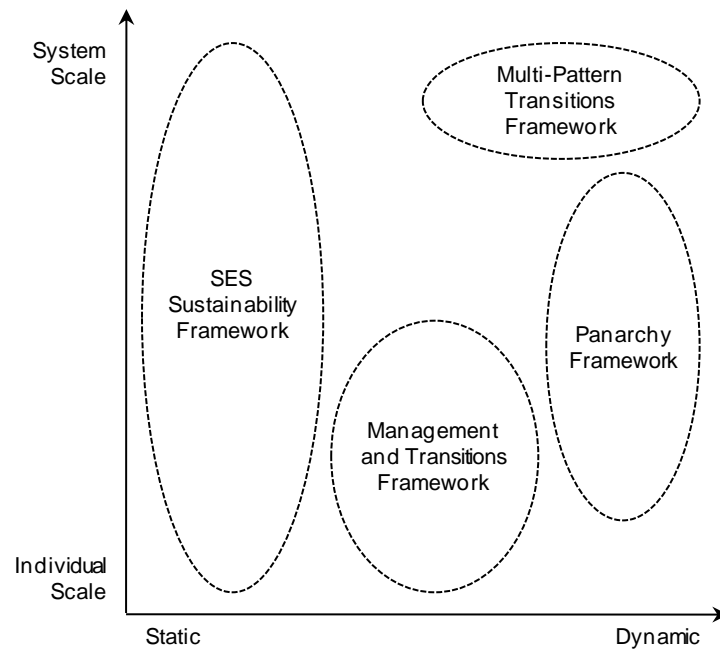 System
Scale
Multi-Pattern
Transitions
Framework
SES
Sustainability
Framework
Panarchy
Framework
Management
and Transitions
Framework
Individual
Scale
Static
Dynamic